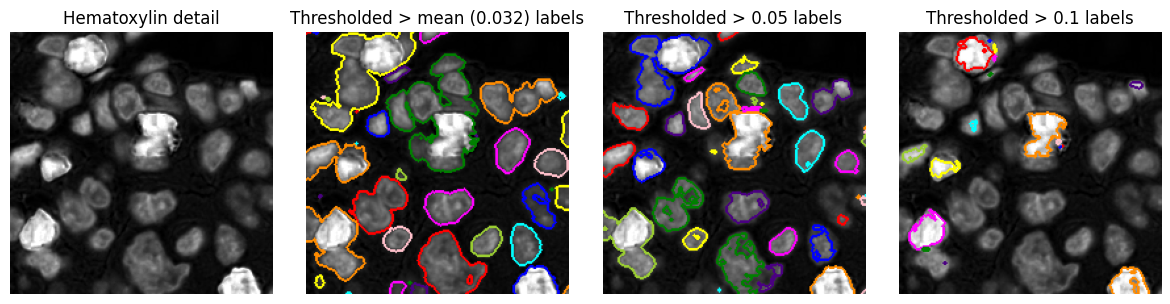 Hematoxylin detail
Thresholded > mean (0.032) labels
Thresholded > 0.05 labels
Thresholded > 0.1 labels